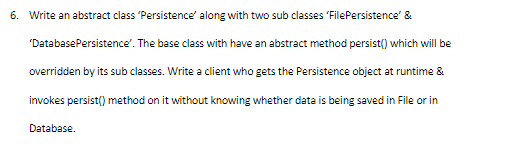 6. Write an abstract class 'Persistence' along with two sub classes 'FilePersistence' &
'DatabasePersistence'. The base class with have an abstract method persist() which will be
overridden by its sub classes. Write a client who gets the Persistence object at runtime &
invokes persist() method on it without knowing whether data is being saved in File or in
Database.